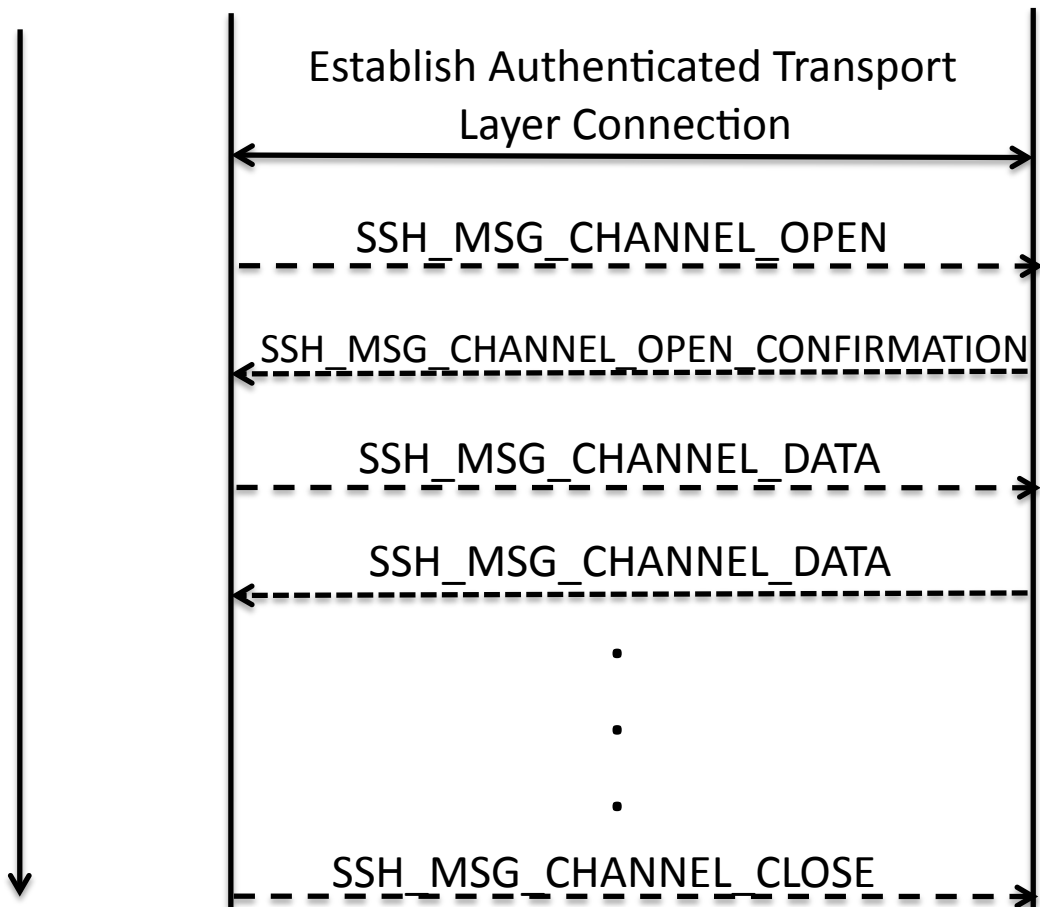 Establish Authenticated Transport
Layer Connection
SSH_MSG_CHANNEL_OPEN
SSH_MSG_CHANNEL_OPEN_CONFIRMATION
SSH_MSG_CHANNEL_DATA
SSH_MSG_CHANNEL_DATA
.
.
.
SSH_MSG_CHANNEL_CLOSE